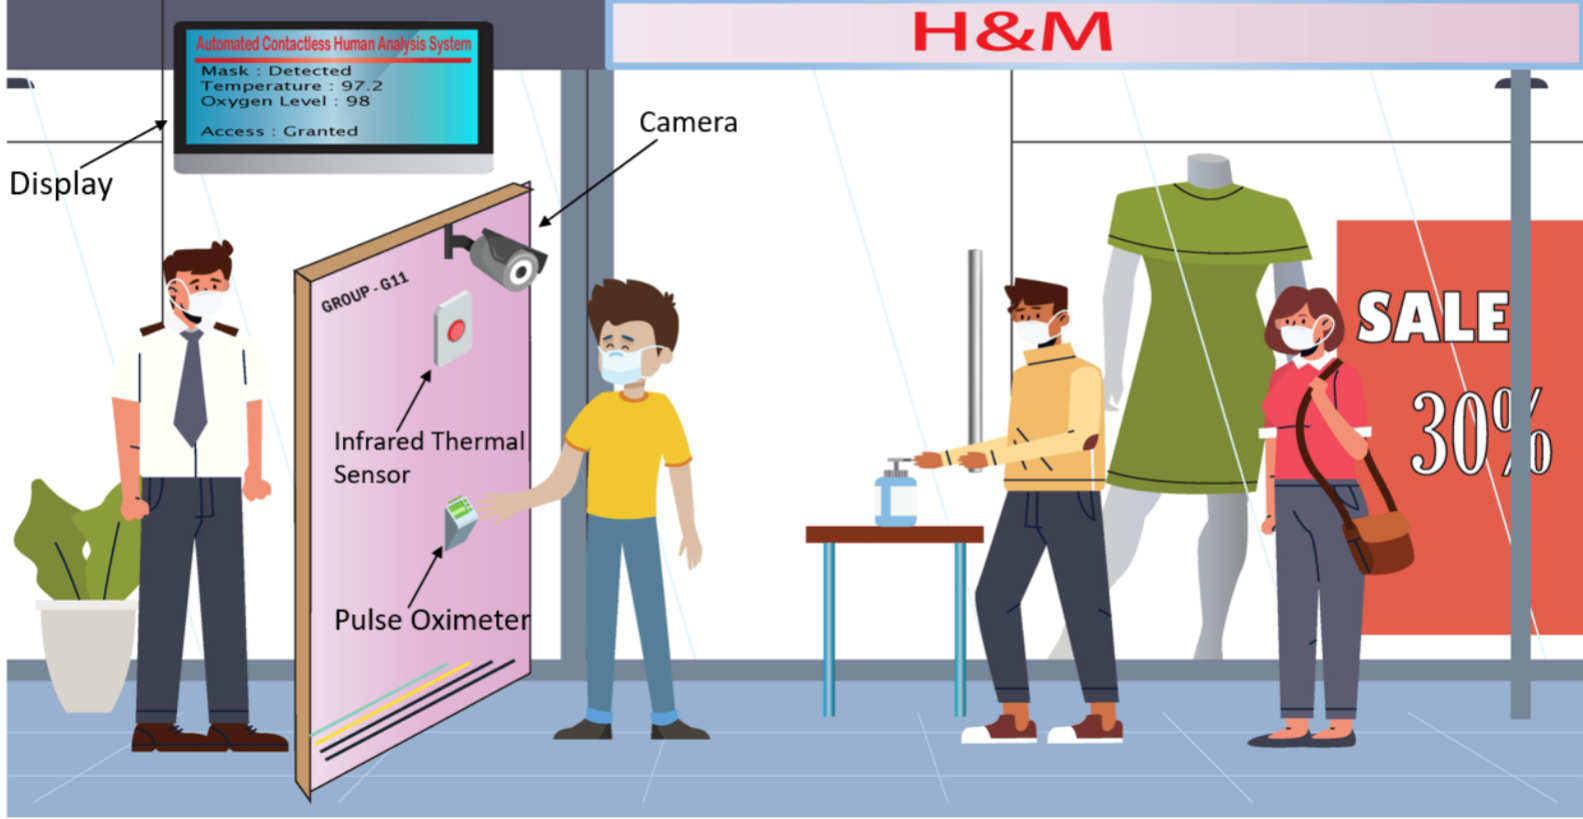 H&M
Automated Contactless Human Analysis System
Mask : Detected
Temperature : 97.2
Oxygen Level : 98
Access : Granted
Camera
Display
GROUP-G11
Infrared Thermal
Sensor
Pulse Oximeter
SALE
30%